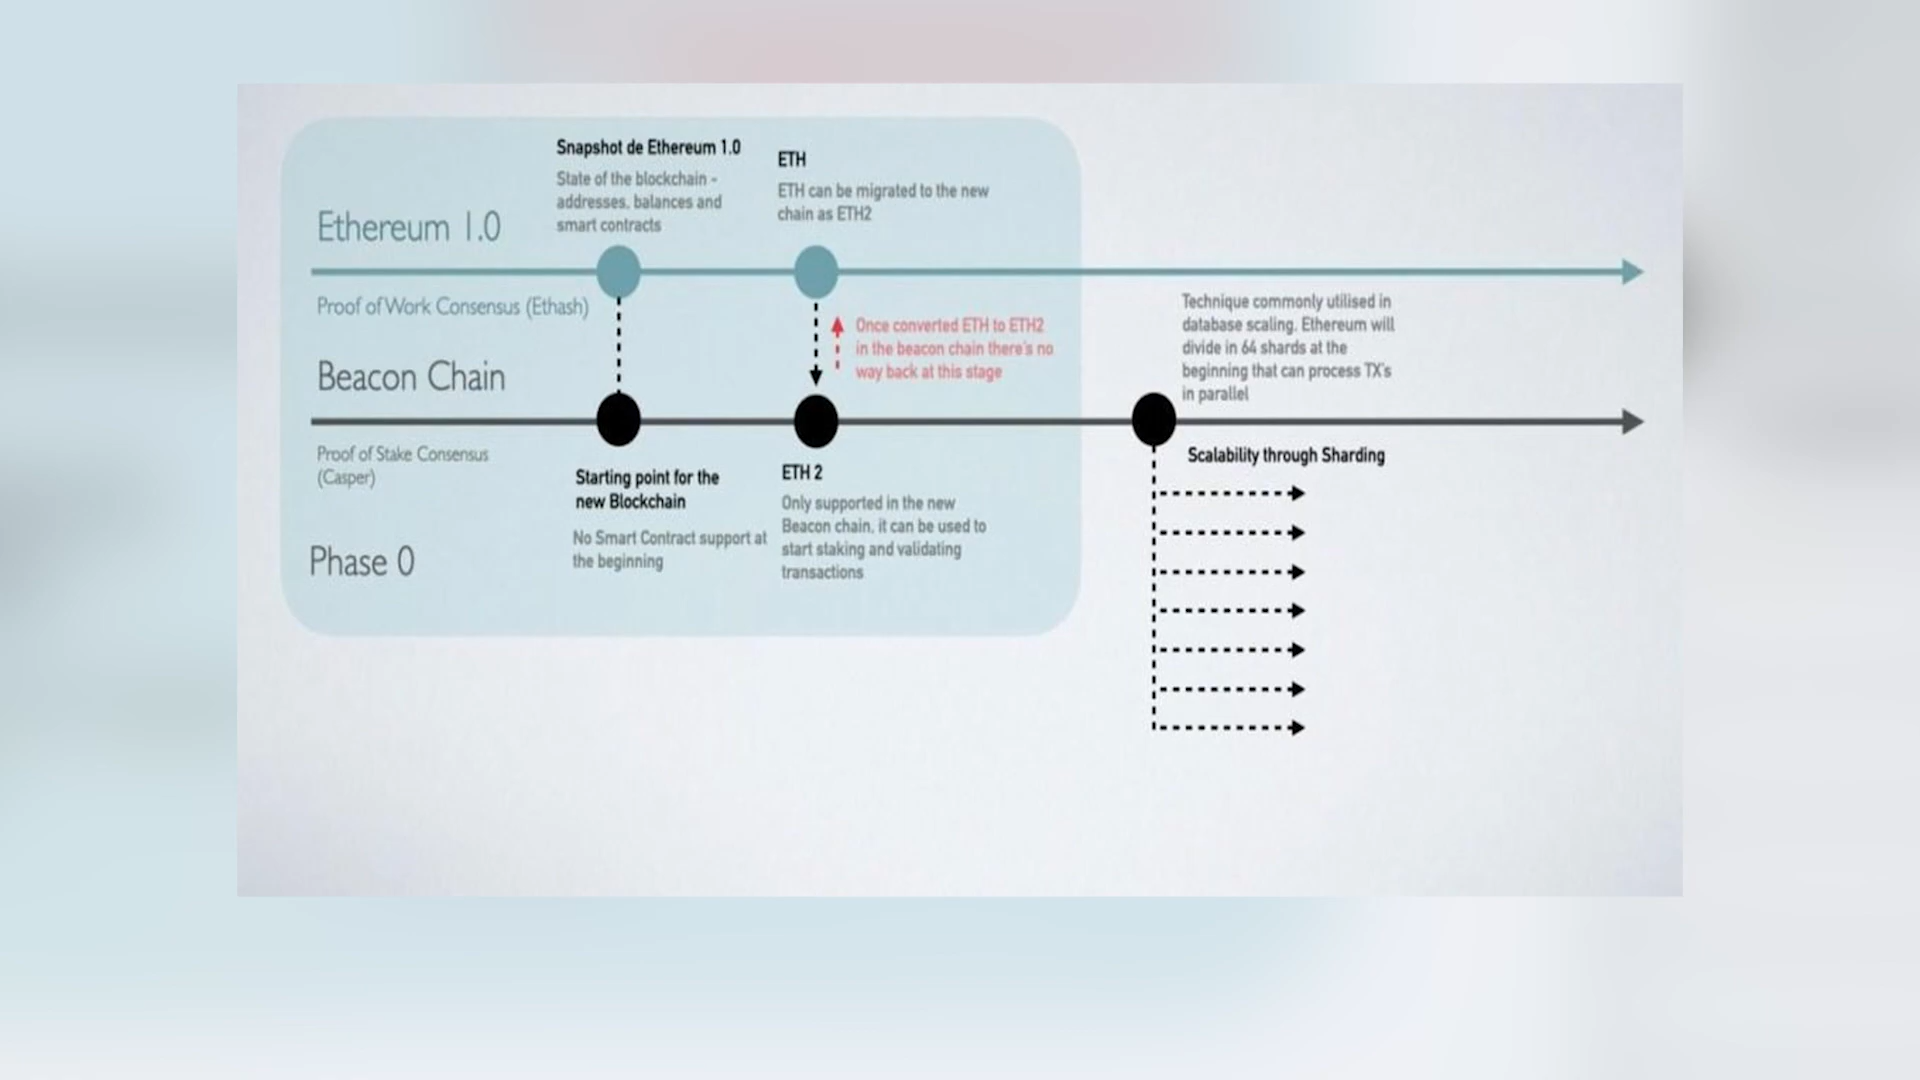 Snapshot de Ethereum 1.0
State of the blockchain -
addresses, balances and
smart contracts
ETH
ETH can be migrated to the new
chain as ETH2
Ethereum 1.0
Proof of Work Consensus (Ethash)
Once converted ETH to ETH2
in the beacon chain there's no
way back at this stage
Technique commonly utilised in
database scaling. Ethereum will
divide in 64 shards at the
beginning that can process TX's
in parallel
Beacon Chain
Proof of Stake Consensus
(Casper)
Starting point for the
new Blockchain
No Smart Contract support at
the beginning
ETH 2
Only supported in the new
Beacon chain, it can be used to
start staking and validating
transactions
Scalability through Sharding
Phase 0